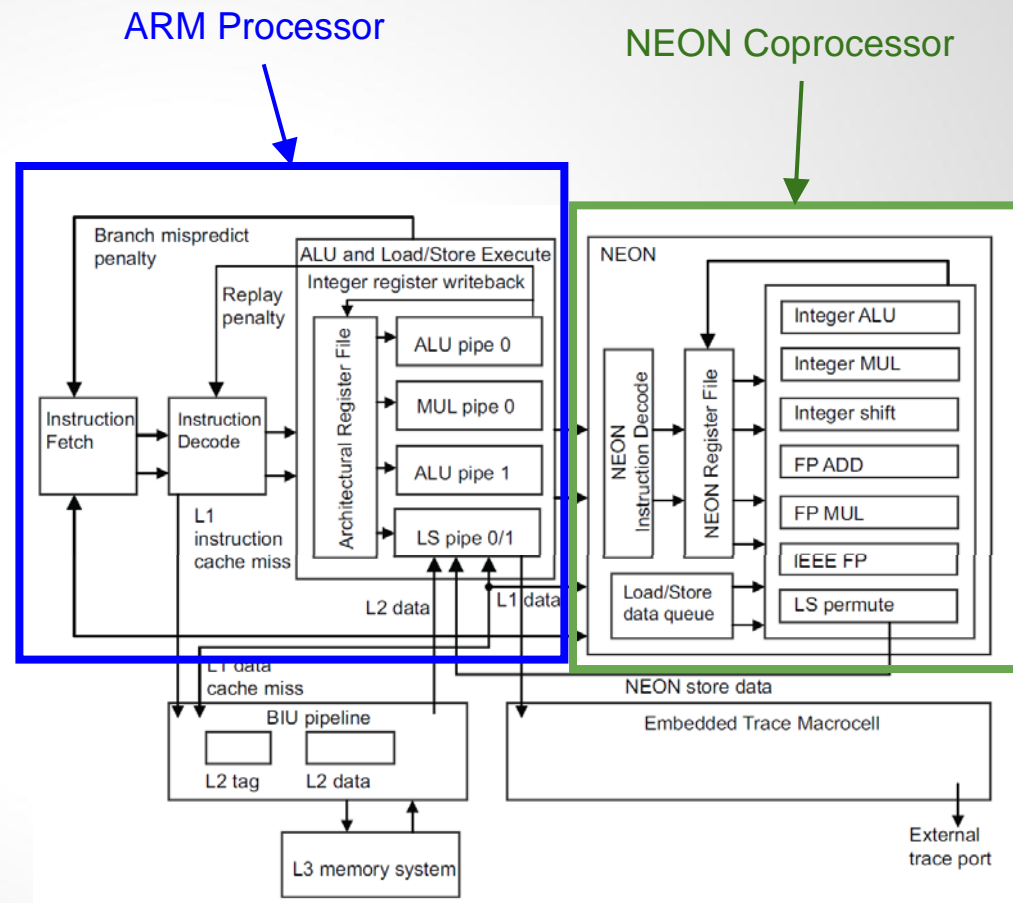 ARM Processor
NEON Coprocessor
Branch mispredict
penalty
Replay
penalty
ALU and Load/Store Execute
Integer register writeback
Instruction
Fetch
Instruction
Decode
Architectural Register File
ALU pipe 0
MUL pipe 0
ALU pipe 1
LS pipe 0/1
L1
instruction
cache miss
L2 data
L1 data
NEON
NEON
Instruction Decode
NEON Register File
Integer ALU
Integer MUL
Integer shift
FP ADD
FP MUL
IEEE FP
LS permute
Load/Store
data queue
L1 data
cache miss
NEON store data
BIU pipeline
L2 tag
L2 data
Embedded Trace Macrocell
L3 memory system
External
trace port